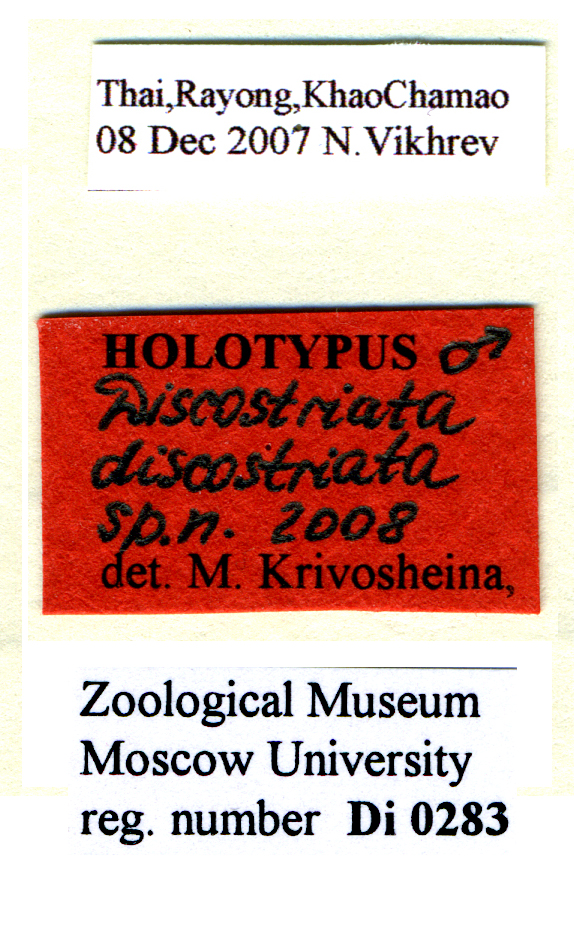 Thai,Rayong,KhaoChamao
08 Dec 2007 N.Vikhrev
HOLOTYPUS ♂
Discostriata
discostriata
sp.n. 2008
det. M. Krivosheina,
Zoological Museum
Moscow University
reg. number Di 0283